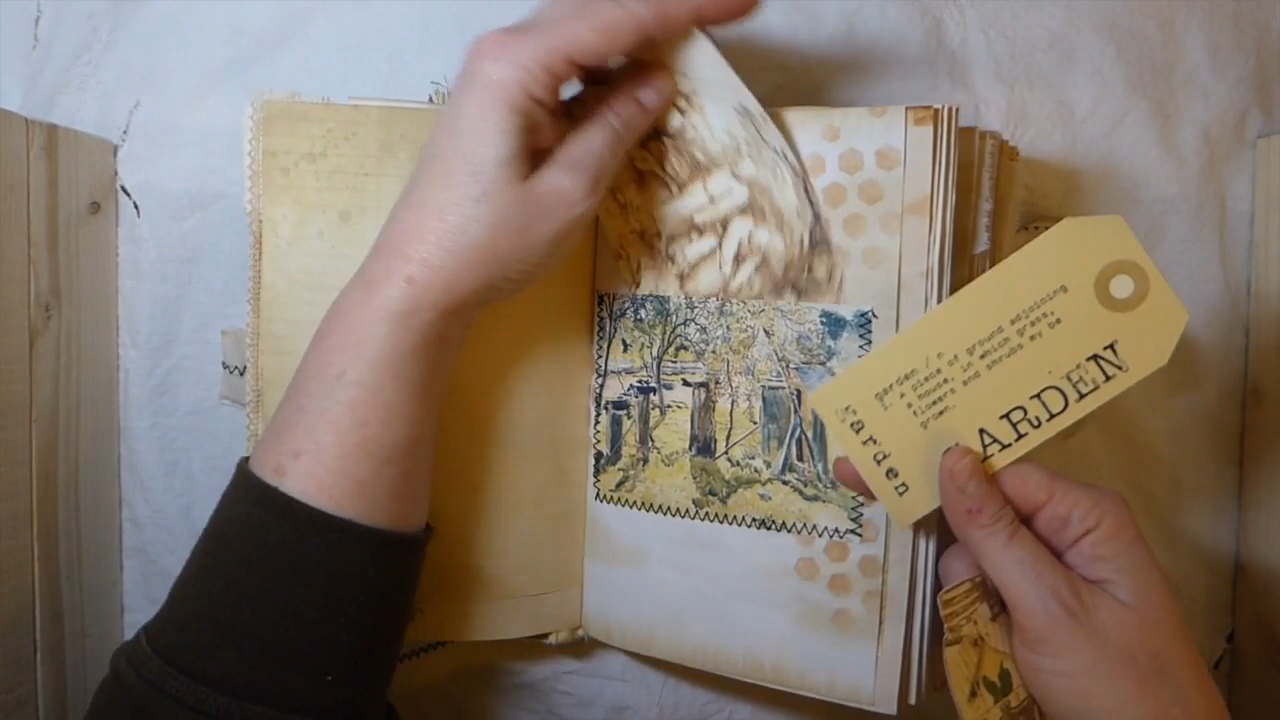 garden / n
1. A piece of ground adjoining
a house, in which grass,
flowers and shrubs may be
grown.
ARDEN
Garden